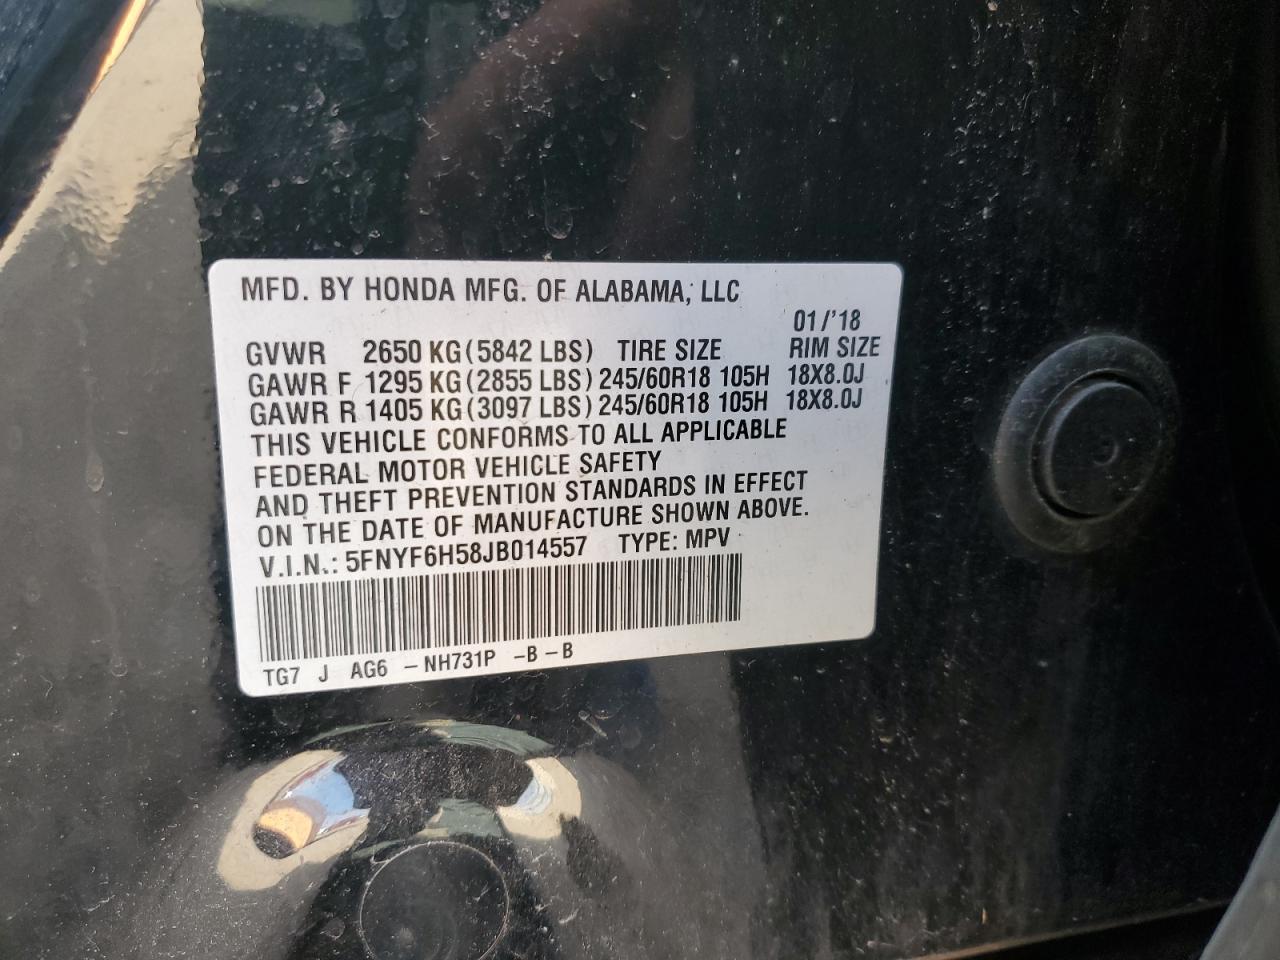 MFD. BY HONDA MFG. OF ALABAMA, LLC
01/'18
GVWR 2650 KG (5842 LBS) TIRE SIZE RIM SIZE
GAWR F 1295 KG (2855 LBS) 245/60R18 105H 18X8.0J
GAWR R 1405 KG (3097 LBS) 245/60R18 105H 18X8.0J
THIS VEHICLE CONFORMS TO ALL APPLICABLE
FEDERAL MOTOR VEHICLE SAFETY
AND THEFT PREVENTION STANDARDS IN EFFECT
ON THE DATE OF MANUFACTURE SHOWN ABOVE.
V.I.N.: 5FNYF6H58JB014557 TYPE: MPV
TG7 J AG6 -NH731P -B-B